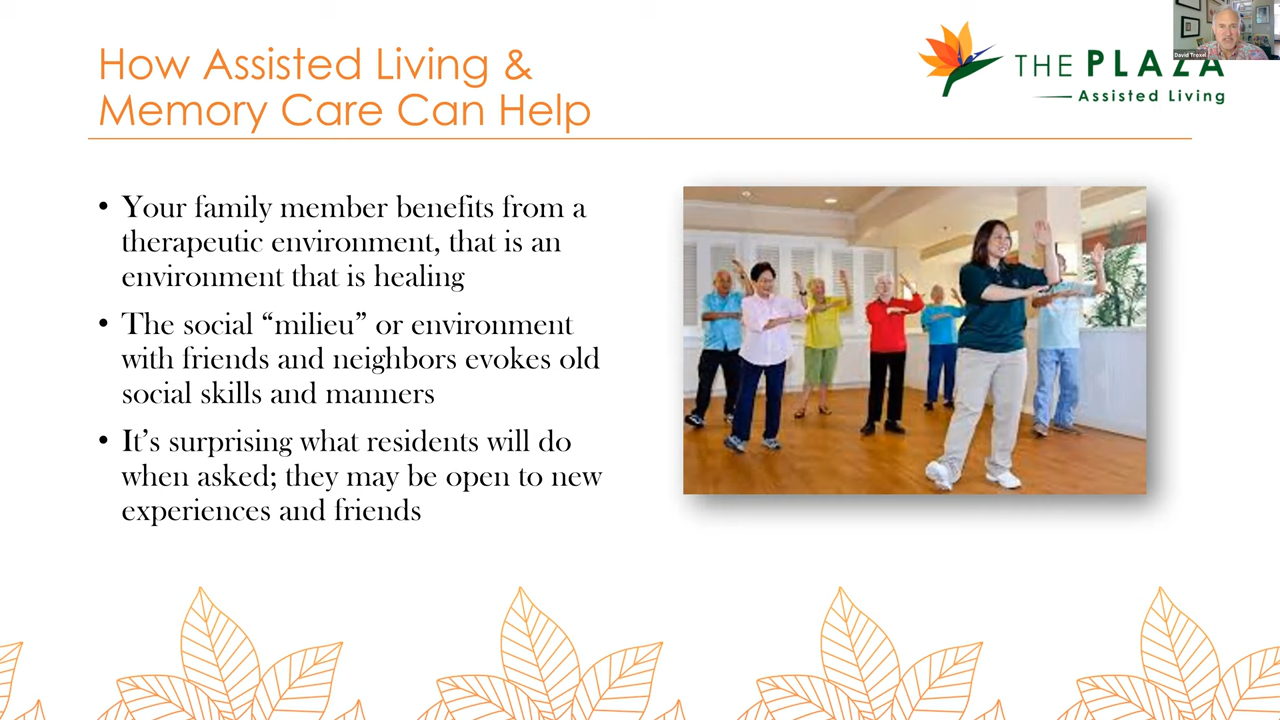 How Assisted Living &
Memory Care Can Help
THE PLAZA
Assisted Living
David Troxel
• Your family member benefits from a
therapeutic environment, that is an
environment that is healing
• The social “milieu” or environment
with friends and neighbors evokes old
social skills and manners
• It’s surprising what residents will do
when asked; they may be open to new
experiences and friends